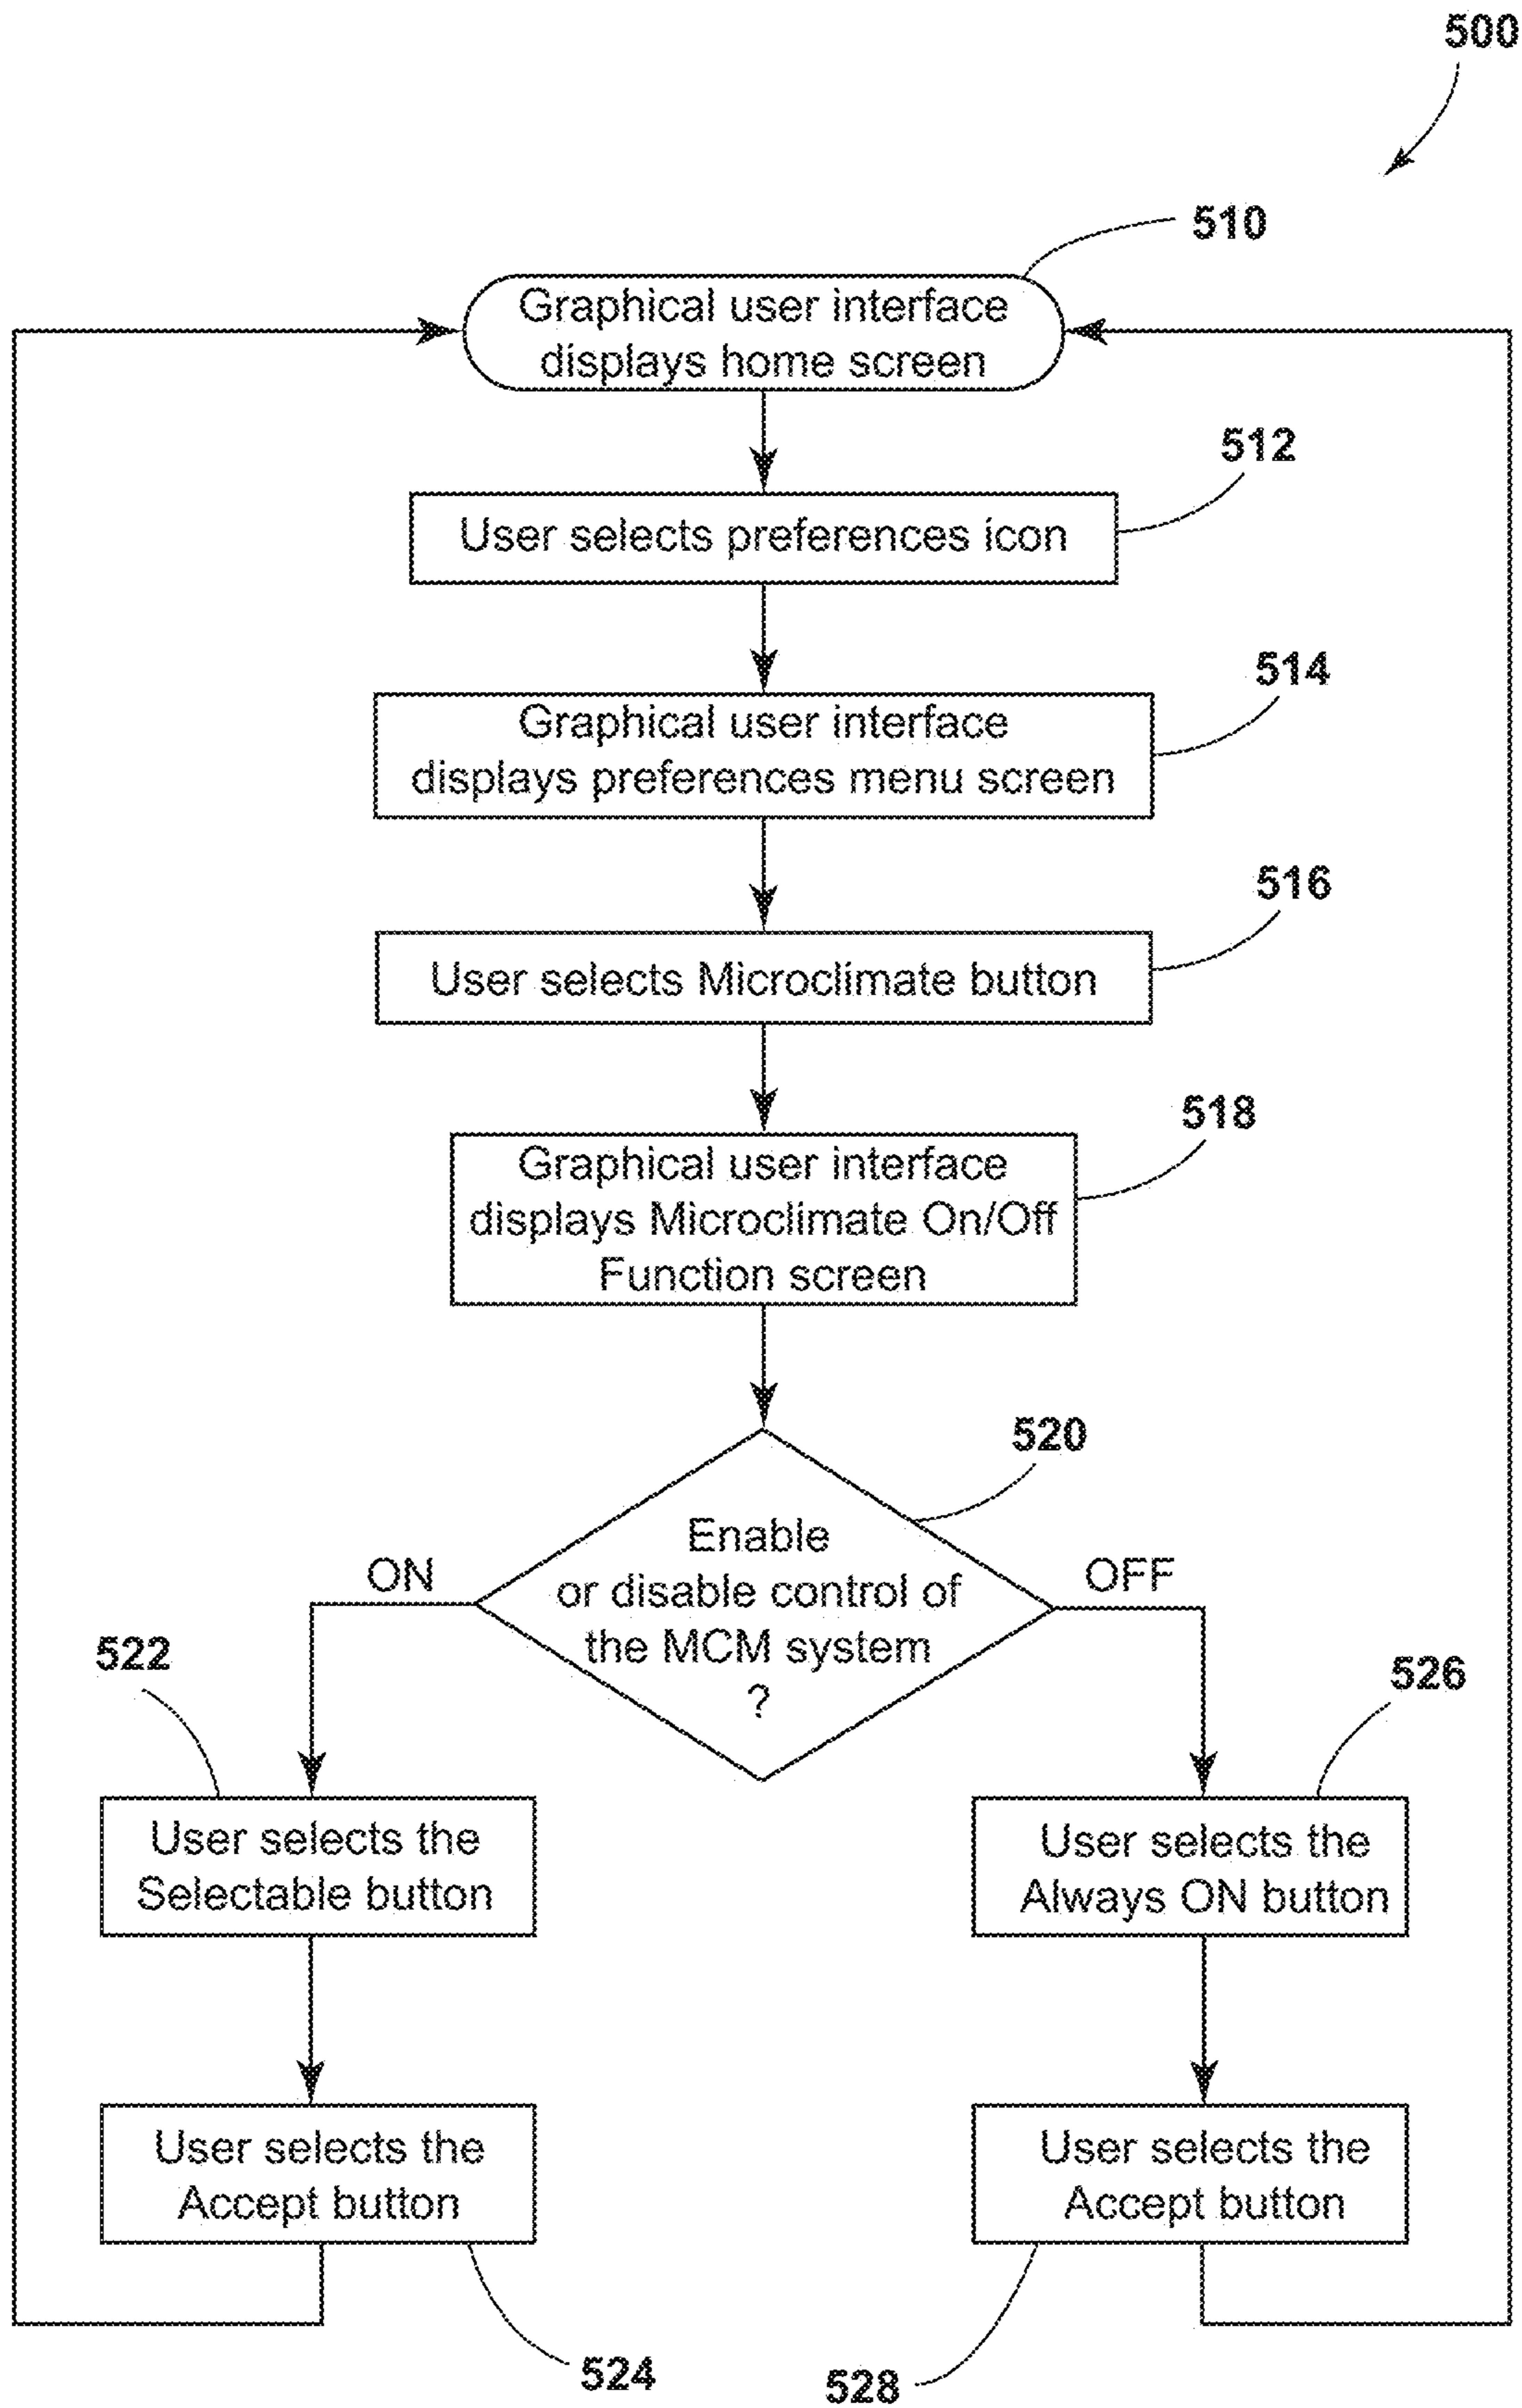 500
510
Graphical user interface
displays home screen
512
User selects preferences icon
514
Graphical user interface
displays preferences menu screen
516
User selects Microclimate button
518
Graphical user interface
displays Microclimate On/Off
Function screen
520
Enable
or disable control of
the MCM system
?
ON
OFF
522
526
User selects the
Selectable button
User selects the
Always ON button
User selects the
Accept button
User selects the
Accept button
524
528